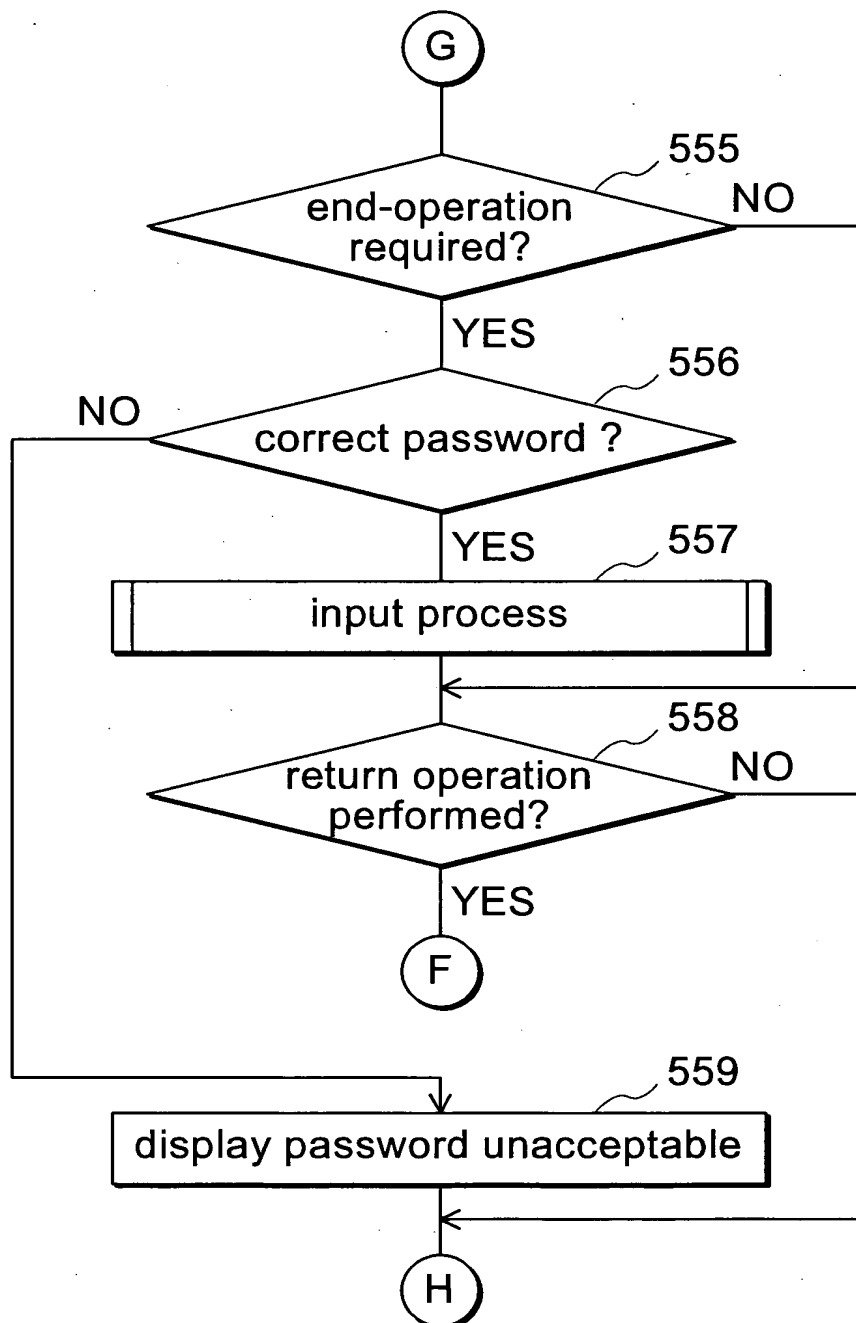 G
555
end-operation
required?
NO
YES
556
NO
correct password ?
YES
557
input process
558
return operation
performed?
NO
YES
F
559
display password unacceptable
H